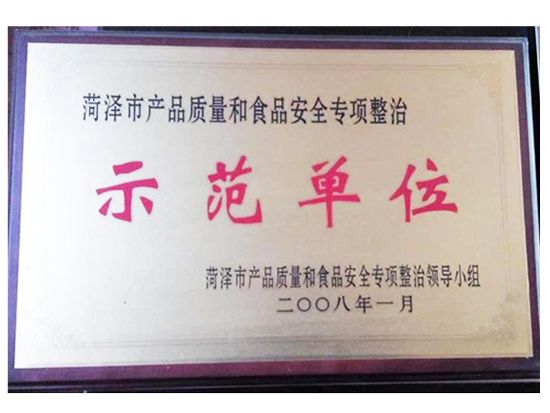 菏泽市产品质量和食品安全专项整治
示范单位
菏泽市产品质量和食品安全专项整治领导小组
二〇〇八年一月